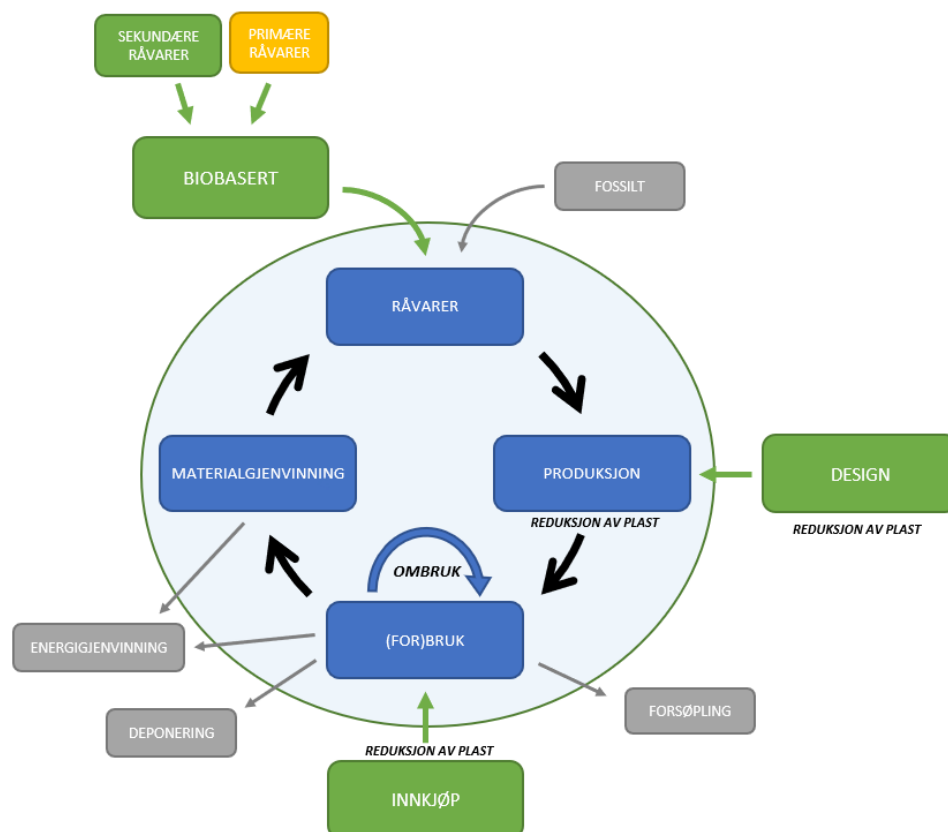 SEKUNDÆRE
RÅVARER
PRIMÆRE
RÅVARER
BIOBASERT
FOSSILT
RÅVARER
MATERIALGJENVINNING
PRODUKSJON
DESIGN
REDUKSJON AV PLAST
REDUKSJON AV PLAST
OMBRUK
(FOR)BRUK
ENERGIGJENVINNING
DEPONERING
FORSØPLING
REDUKSJON AV PLAST
INNKJØP